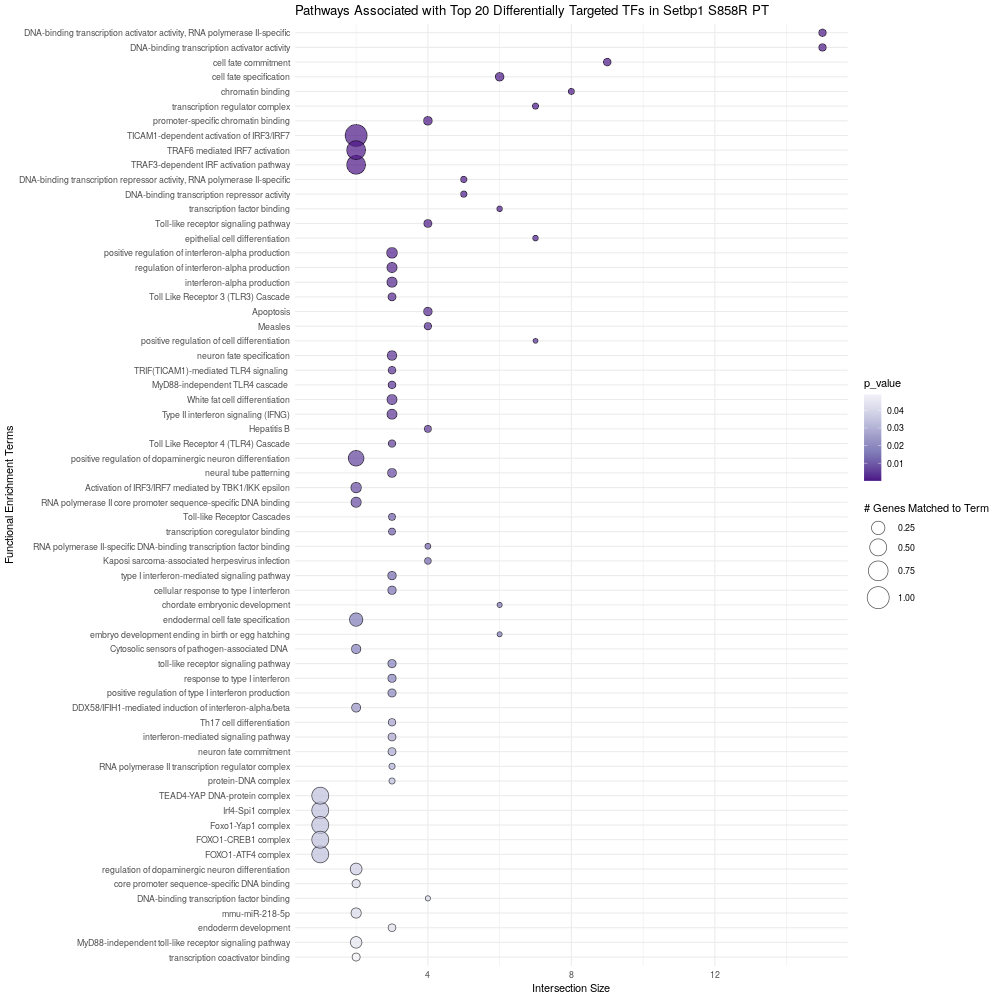 Pathways Associated with Top 20 Differentially Targeted TFs in Setbp1 S858R PT
DNA-binding transcription activator activity, RNA polymerase II-specific
DNA-binding transcription activator activity
cell fate commitment
cell fate specification
chromatin binding
transcription regulator complex
promoter-specific chromatin binding
TICAM1-dependent activation of IRF3/IRF7
TRAF6 mediated IRF7 activation
TRAF3-dependent IRF activation pathway
DNA-binding transcription repressor activity, RNA polymerase II-specific
DNA-binding transcription repressor activity
transcription factor binding
Toll-like receptor signaling pathway
epithelial cell differentiation
positive regulation of interferon-alpha production
regulation of interferon-alpha production
interferon-alpha production
Toll Like Receptor 3 (TLR3) Cascade
Apoptosis
Measles
positive regulation of cell differentiation
neuron fate specification
TRIF(TICAM1)-mediated TLR4 signaling
MyD88-independent TLR4 cascade
White fat cell differentiation
Type II interferon signaling (IFNG)
Hepatitis B
Toll Like Receptor 4 (TLR4) Cascade
positive regulation of dopaminergic neuron differentiation
neural tube patterning
Activation of IRF3/IRF7 mediated by TBK1/IKK epsilon
RNA polymerase II core promoter sequence-specific DNA binding
Toll-like Receptor Cascades
transcription coregulator binding
RNA polymerase II-specific DNA-binding transcription factor binding
Kaposi sarcoma-associated herpesvirus infection
type I interferon-mediated signaling pathway
cellular response to type I interferon
chordate embryonic development
endodermal cell fate specification
embryo development ending in birth or egg hatching
Cytosolic sensors of pathogen-associated DNA
toll-like receptor signaling pathway
response to type I interferon
positive regulation of type I interferon production
DDX58/IFIH1-mediated induction of interferon-alpha/beta
Th17 cell differentiation
interferon-mediated signaling pathway
neuron fate commitment
RNA polymerase II transcription regulator complex
protein-DNA complex
TEAD4-YAP DNA-protein complex
Irf4-Spi1 complex
Foxo1-Yap1 complex
FOXO1-CREB1 complex
FOXO1-ATF4 complex
regulation of dopaminergic neuron differentiation
core promoter sequence-specific DNA binding
DNA-binding transcription factor binding
mmu-miR-218-5p
endoderm development
MyD88-independent toll-like receptor signaling pathway
transcription coactivator binding
Functional Enrichment Terms
4 8 12
Intersection Size
p_value
0.04
0.03
0.02
0.01
# Genes Matched to Term
0.25
0.50
0.75
1.00